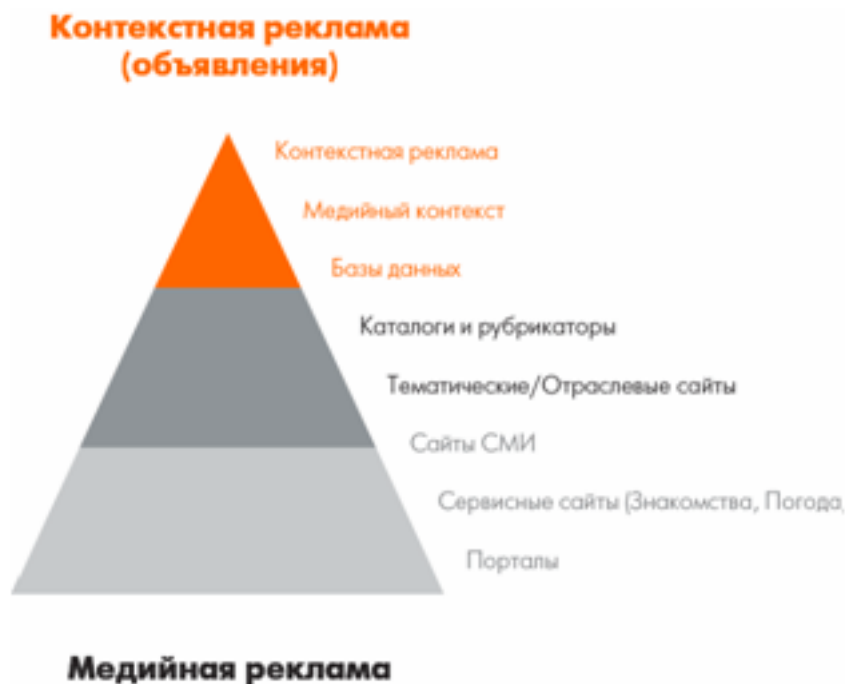 Контекстная реклама
(объявления)
Контекстная реклама
Медийный контекст
Базы данных
Каталоги и рубрикаторы
Тематические/Отраслевые сайты
Сайты СМИ
Сервисные сайты (Знакомства, Погода,
Порталы
Медийная реклама